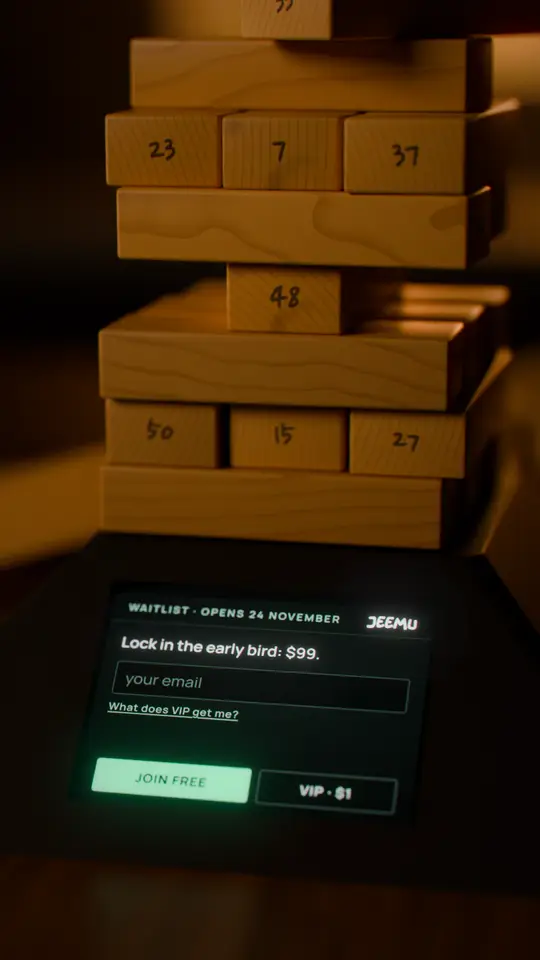 23 7 37
48
50 15 27
WAITLIST · OPENS 24 NOVEMBER JEEMU
Lock in the early bird: $99.
your email
What does VIP get me?
JOIN FREE VIP · $1